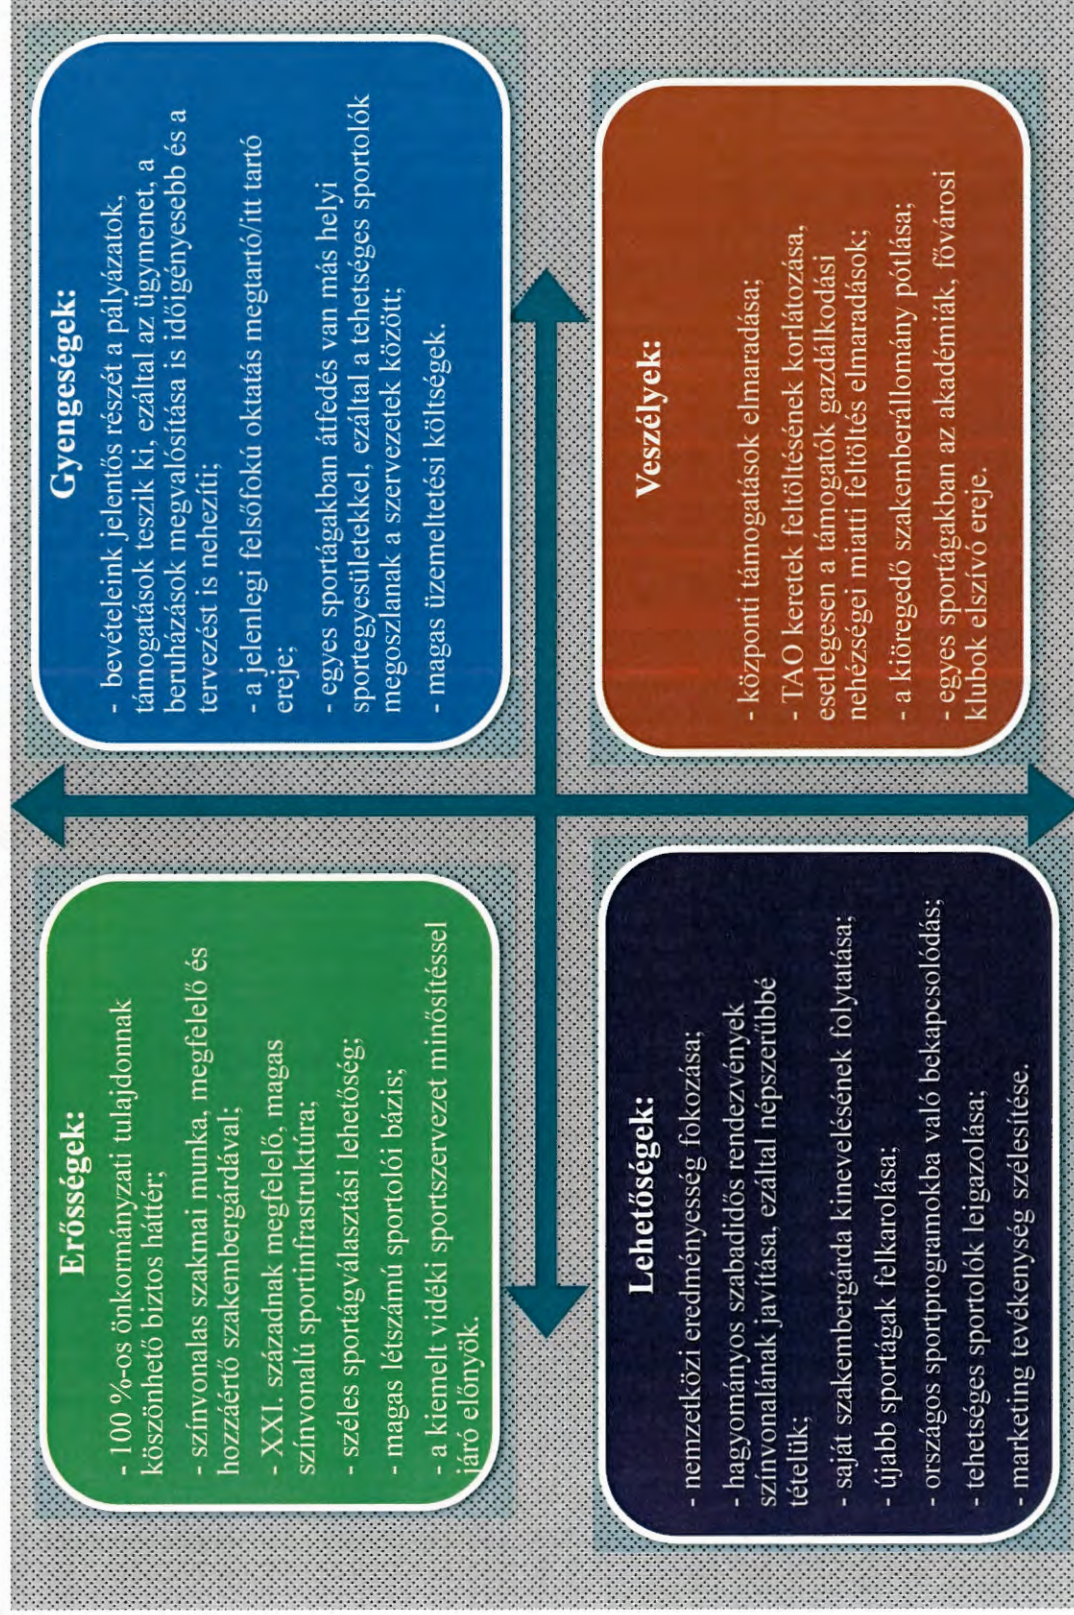 Erősségek:
- 100 %-os önkormányzati tulajdonnak
köszönhető biztos háttér;
- színvonalas szakmai munka, megfelelő és
hozzáértő szakembergárdával;
- XXI. századnak megfelelő, magas
színvonalú sportinfrastruktúra;
- széles sportágválasztási lehetőség;
- magas létszámú sportolói bázis;
- a kiemelt vidéki sportszervezet minősítéssel
járó előnyök.
Gyengeségek:
- bevételeink jelentős részét a pályázatok,
támogatások teszik ki, ezáltal az ügymenet, a
beruházások megvalósítása is időigényesebb és a
tervezést is nehezíti;
- a jelenlegi felsőfokú oktatás megtartó/itt tartó
ereje;
- egyes sportágakban átfedés van más helyi
sportegyesületekkel, ezáltal a tehetséges sportolók
megoszlanak a szervezetek között;
- magas üzemeltetési költségek.
Lehetőségek:
- nemzetközi eredményesség fokozása;
- hagyományos szabadidős rendezvények
színvonalának javítása, ezáltal népszerűbbé
tételük;
- saját szakembergárda kinevelésének folytatása;
- újabb sportágak felkarolása;
- országos sportprogramokba való bekapcsolódás;
- tehetséges sportolók leigazolása;
- marketing tevékenység szélesítése.
Veszélyek:
- központi támogatások elmaradása;
- TAO keretek feltöltésének korlátozása,
esetlegesen a támogatók gazdálkodási
nehézségei miatti feltöltés elmaradások;
- a kiöregedő szakemberállomány pótlása;
- egyes sportágakban az akadémiák, fővárosi
klubok elszívó ereje.